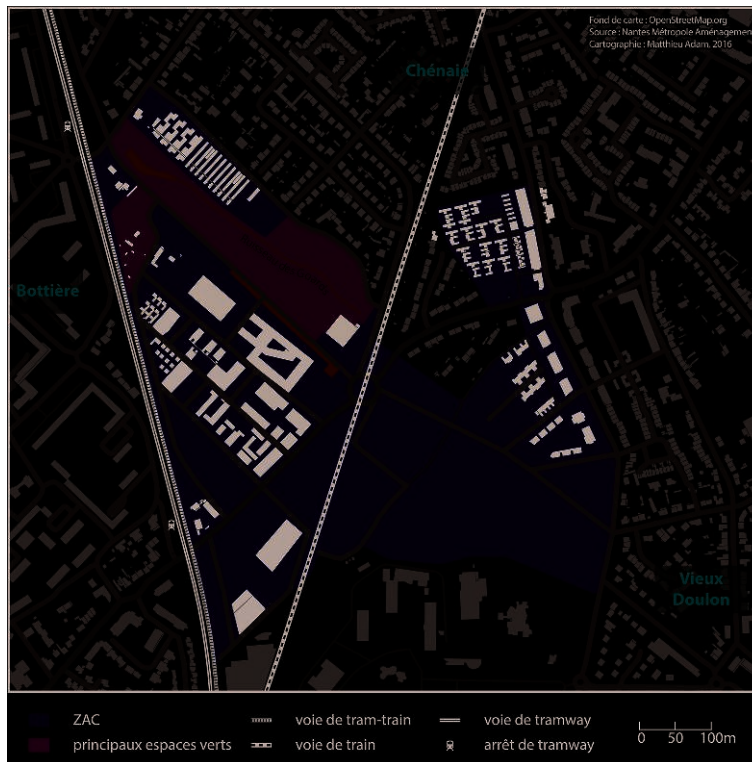 Fond de carte : OpenStreetMap.org
Source : Nantes Métropole Aménagement
Cartographie : Matthieu Adam, 2016
Chénaie
Bottière
Vieux
Doulon
ZAC
voie de tram-train
voie de tramway
principaux espaces verts
voie de train
arrêt de tramway
0 50 100m